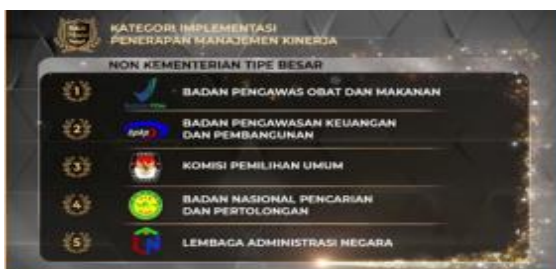 KATEGORI IMPLEMENTASI
PENERAPAN MANAJEMEN KINERJA
NON KEMENTERIAN TIPE BESAR
1
BADAN PENGAWAS OBAT DAN MAKANAN
2
bpkp
BADAN PENGAWASAN KEUANGAN
DAN PEMBANGUNAN
3
KOMISI PEMILIHAN UMUM
4
BADAN NASIONAL PENCARIAN
DAN PERTOLONGAN
5
LEMBAGA ADMINISTRASI NEGARA